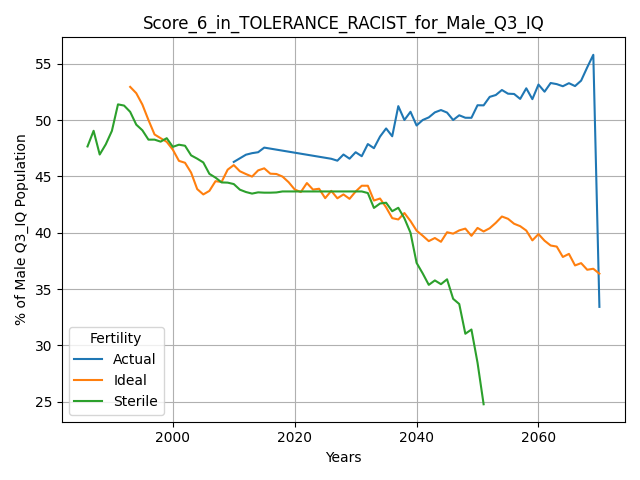 Score_6_in_TOLERANCE_RACIST_for_Male_Q3_IQ
55
50
45
40
35
30
25
% of Male Q3_IQ Population
Fertility
Actual
Ideal
Sterile
2000 2020 2040 2060
Years